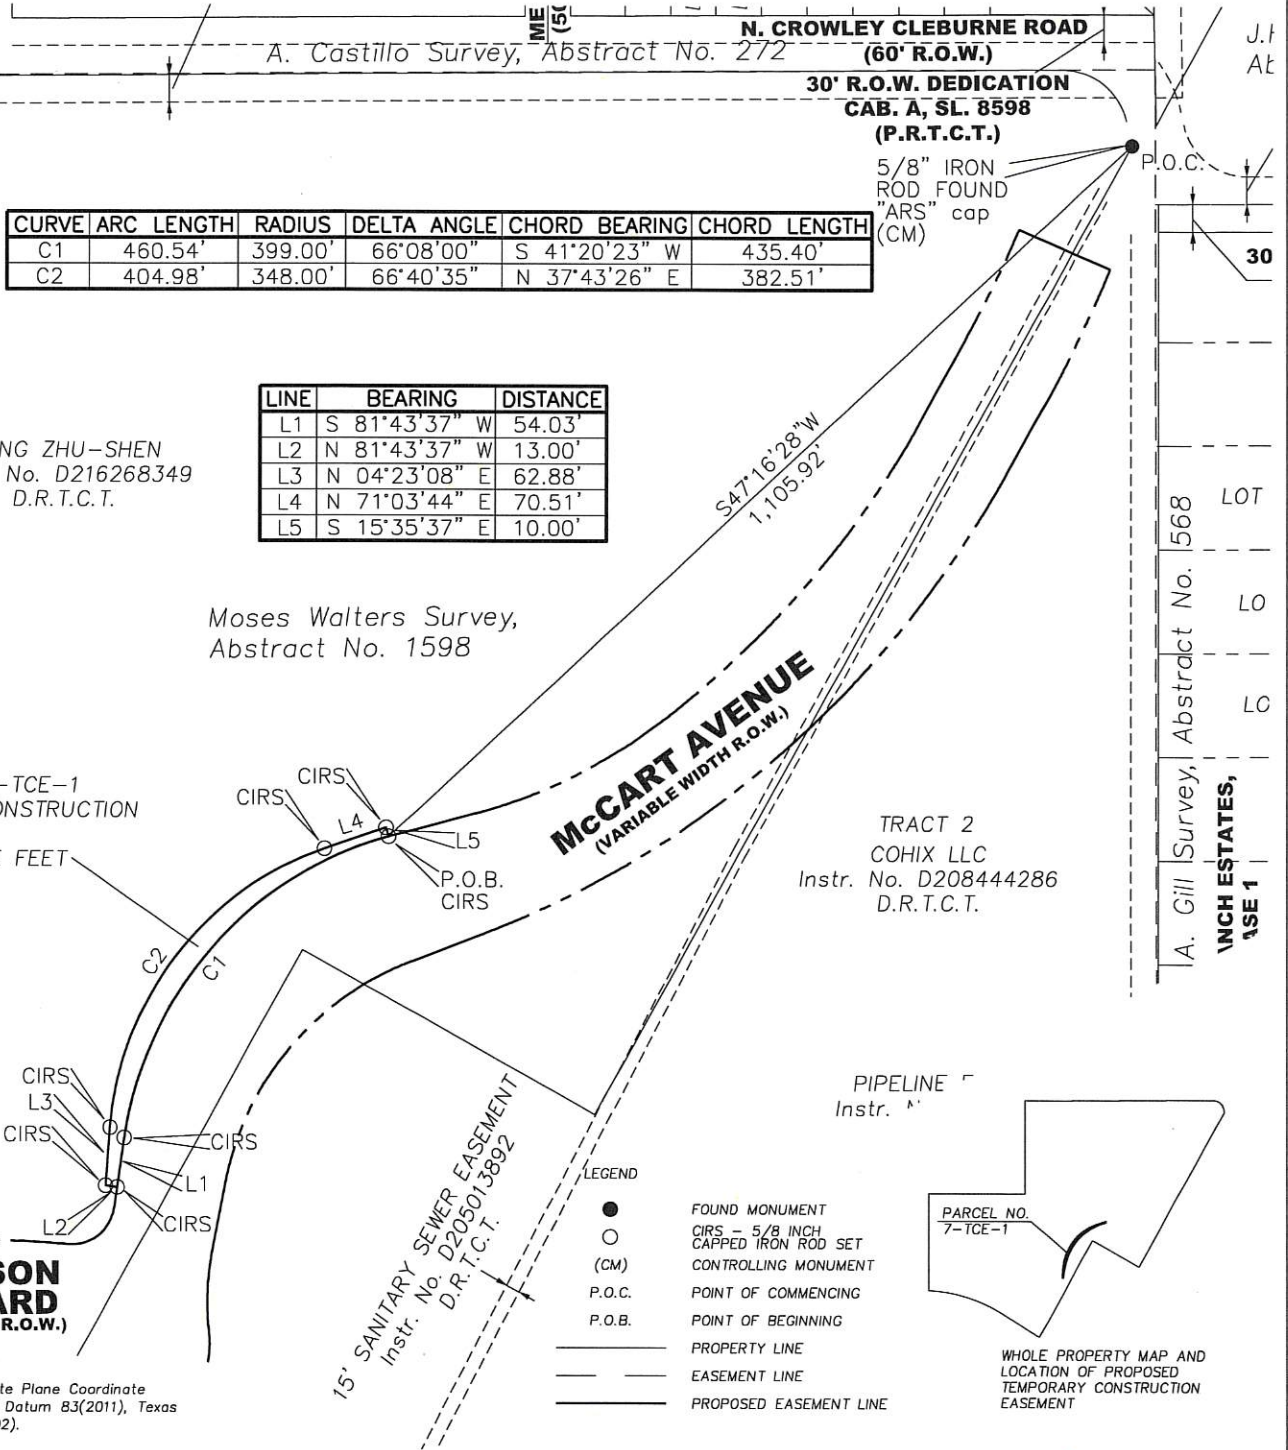 ME
(50
N. CROWLEY CLEBURNE ROAD
(60' R.O.W.)
A. Castillo Survey, Abstract No. 272
30' R.O.W. DEDICATION
CAB. A, SL. 8598
(P.R.T.C.T.)
5/8" IRON
ROD FOUND
"ARS" cap
(CM)
P.O.C.
30
CURVE ARC LENGTH RADIUS DELTA ANGLE CHORD BEARING CHORD LENGTH
C1 460.54' 399.00' 66°08'00" S 41°20'23" W 435.40'
C2 404.98' 348.00' 66°40'35" N 37°43'26" E 382.51'
LINE BEARING DISTANCE
L1 S 81°43'37" W 54.03'
L2 N 81°43'37" W 13.00'
L3 N 04°23'08" E 62.88'
L4 N 71°03'44" E 70.51'
L5 S 15°35'37" E 10.00'
NG ZHU-SHEN
No. D216268349
D.R.T.C.T.
S47°16'28"W
1,105.92'
Moses Walters Survey,
Abstract No. 1598
McCART AVENUE
(VARIABLE WIDTH R.O.W.)
LOT
LO
LO
A. Gill Survey, Abstract No. 1568
NCH ESTATES,
ASE 1
-TCE-1
ONSTRUCTION
FEET
CIRS
CIRS
L4
L5
P.O.B.
CIRS
C2
C1
TRACT 2
COHIX LLC
Instr. No. D208444286
D.R.T.C.T.
CIRS
L3
CIRS
CIRS
L1
L2
CIRS
SON
ARD
R.O.W.)
15' SANITARY SEWER EASEMENT
Instr. No. D205013892
D.R.T.C.T.
PIPELINE
Instr.
LEGEND
FOUND MONUMENT
CIRS - 5/8 INCH
CAPPED IRON ROD SET
(CM) CONTROLLING MONUMENT
P.O.C. POINT OF COMMENCING
P.O.B. POINT OF BEGINNING
PROPERTY LINE
EASEMENT LINE
PROPOSED EASEMENT LINE
PARCEL NO.
7-TCE-1
WHOLE PROPERTY MAP AND
LOCATION OF PROPOSED
TEMPORARY CONSTRUCTION
EASEMENT
te Plane Coordinate
Datum 83(2011), Texas
02).